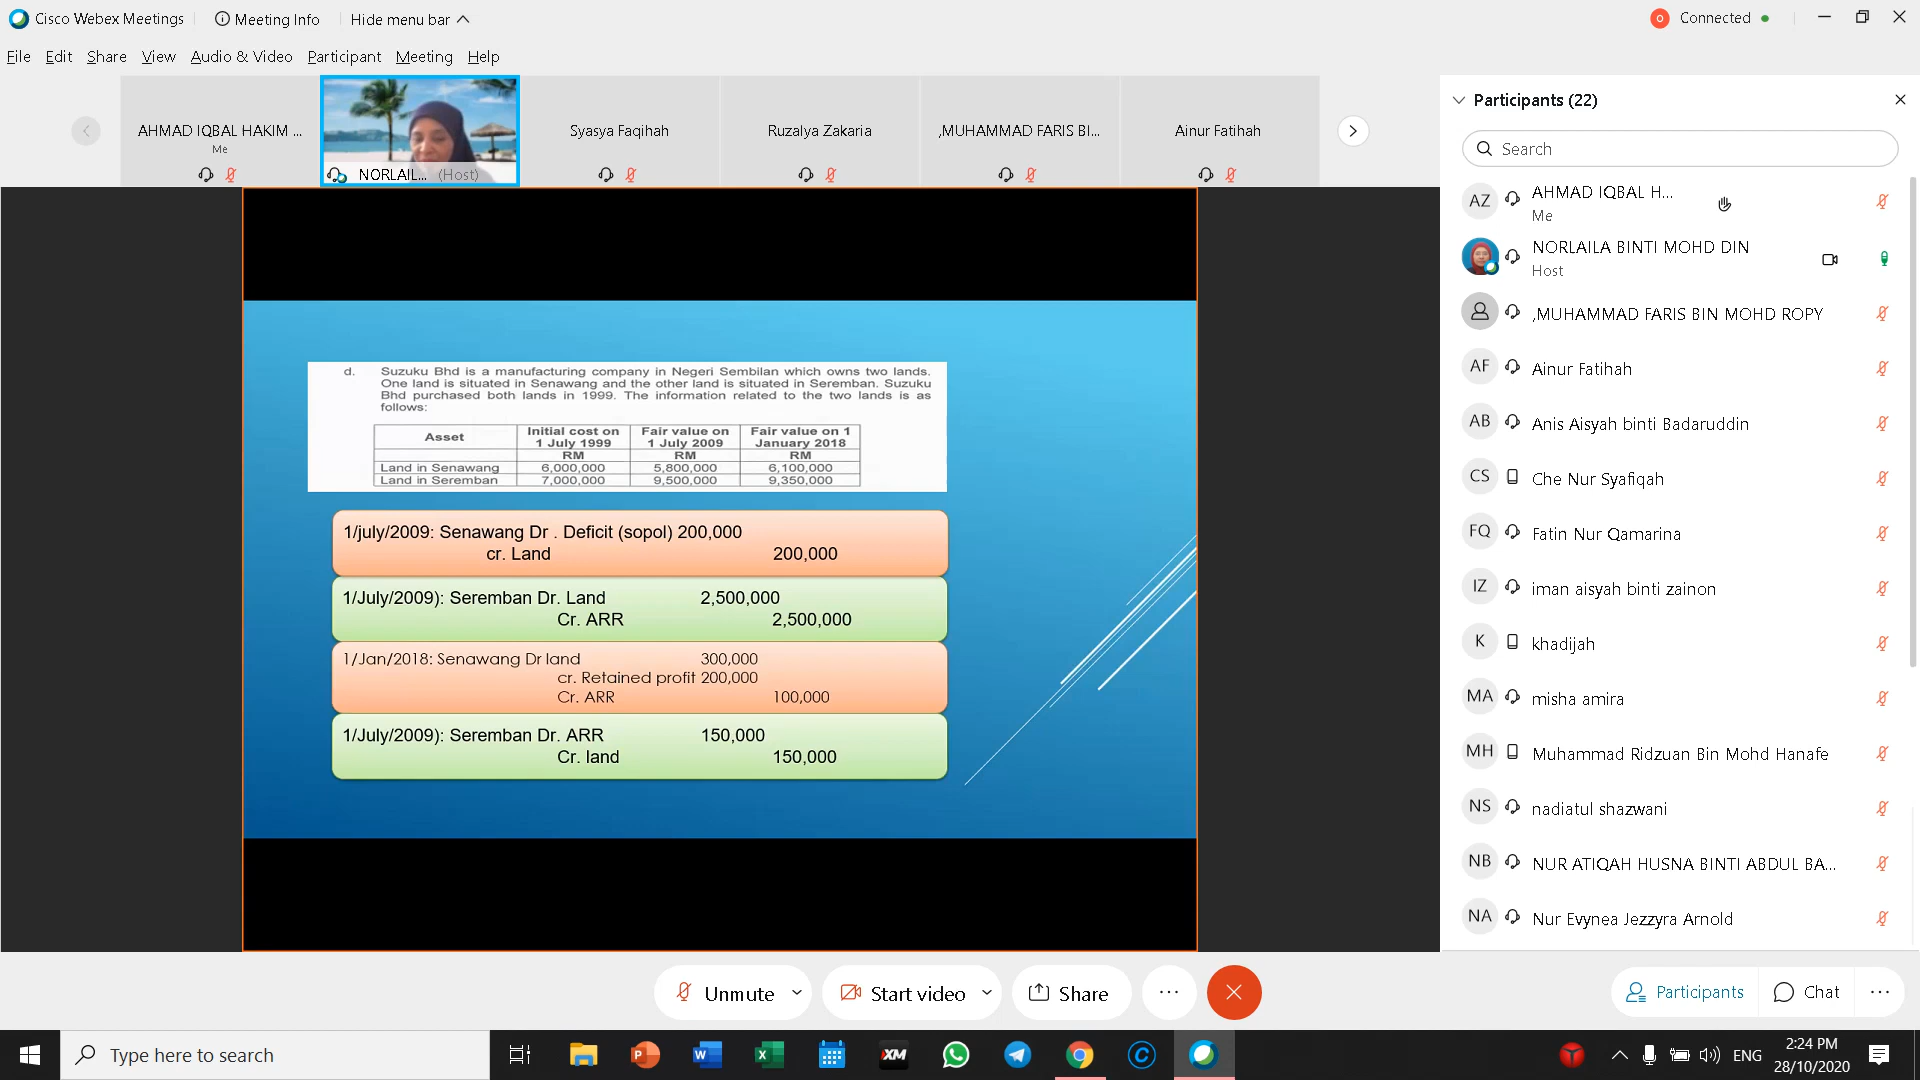 Cisco Webex Meetings
Meeting Info
Hide menu bar
Connected
File Edit Share View Audio & Video Participant Meeting Help
AHMAD IQBAL HAKIM ...
Me
NORLAIL... (Host)
Syasya Faqihah
Ruzalya Zakaria
,MUHAMMAD FARIS BI...
Ainur Fatihah
d. Suzuku Bhd is a manufacturing company in Negeri Sembilan which owns two lands.
One land is situated in Senawang and the other land is situated in Seremban. Suzuku
Bhd purchased both lands in 1999. The information related to the two lands is as
follows:
Asset Initial cost on 1 July 1999 Fair value on 1 July 2009 Fair value on 1 January 2018
RM RM RM
Land in Senawang 6,000,000 5,800,000 6,100,000
Land in Seremban 7,000,000 9,500,000 9,350,000
1/july/2009: Senawang Dr . Deficit (sopol) 200,000
cr. Land 200,000
1/July/2009): Seremban Dr. Land 2,500,000
Cr. ARR 2,500,000
1/Jan/2018: Senawang Dr land 300,000
cr. Retained profit 200,000
Cr. ARR 100,000
1/July/2009): Seremban Dr. ARR 150,000
Cr. land 150,000
Participants (22)
Search
AZ AHMAD IQBAL H...
Me
NORLAILA BINTI MOHD DIN
Host
,MUHAMMAD FARIS BIN MOHD ROPY
AF Ainur Fatihah
AB Anis Aisyah binti Badaruddin
CS Che Nur Syafiqah
FQ Fatin Nur Qamarina
IZ iman aisyah binti zainon
K khadijah
MA misha amira
MH Muhammad Ridzuan Bin Mohd Hanafe
NS nadiatul shazwani
NB NUR ATIQAH HUSNA BINTI ABDUL BA...
NA Nur Evynea Jezzyra Arnold
Unmute
Start video
Share
Participants
Chat
Type here to search
XM
ENG
2:24 PM
28/10/2020